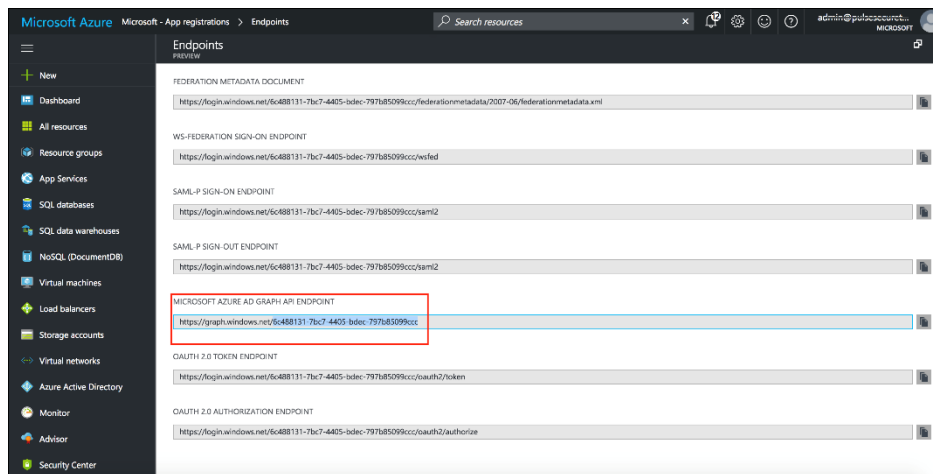 Microsoft Azure Microsoft - App registrations > Endpoints Search resources
MICROSOFT
Endpoints
PREVIEW
New
Dashboard
All resources
Resource groups
App Services
SQL databases
SQL data warehouses
NoSQL (DocumentDB)
Virtual machines
Load balancers
Storage accounts
Virtual networks
Azure Active Directory
Monitor
Advisor
Security Center
FEDERATION METADATA DOCUMENT
https://login.windows.net/6c488131-7bc7-4405-bdec-797b85099ccc/federationmetadata/2007-06/federationmetadata.xml
WS-FEDERATION SIGN-ON ENDPOINT
https://login.windows.net/6c488131-7bc7-4405-bdec-797b85099ccc/wsfed
SAML-P SIGN-ON ENDPOINT
https://login.windows.net/6c488131-7bc7-4405-bdec-797b85099ccc/saml2
SAML-P SIGN-OUT ENDPOINT
https://login.windows.net/6c488131-7bc7-4405-bdec-797b85099ccc/saml2
MICROSOFT AZURE AD GRAPH API ENDPOINT
https://graph.windows.net/6c488131-7bc7-4405-bdec-797b85099ccc
OAUTH 2.0 TOKEN ENDPOINT
https://login.windows.net/6c488131-7bc7-4405-bdec-797b85099ccc/oauth2/token
OAUTH 2.0 AUTHORIZATION ENDPOINT
https://login.windows.net/6c488131-7bc7-4405-bdec-797b85099ccc/oauth2/authorize